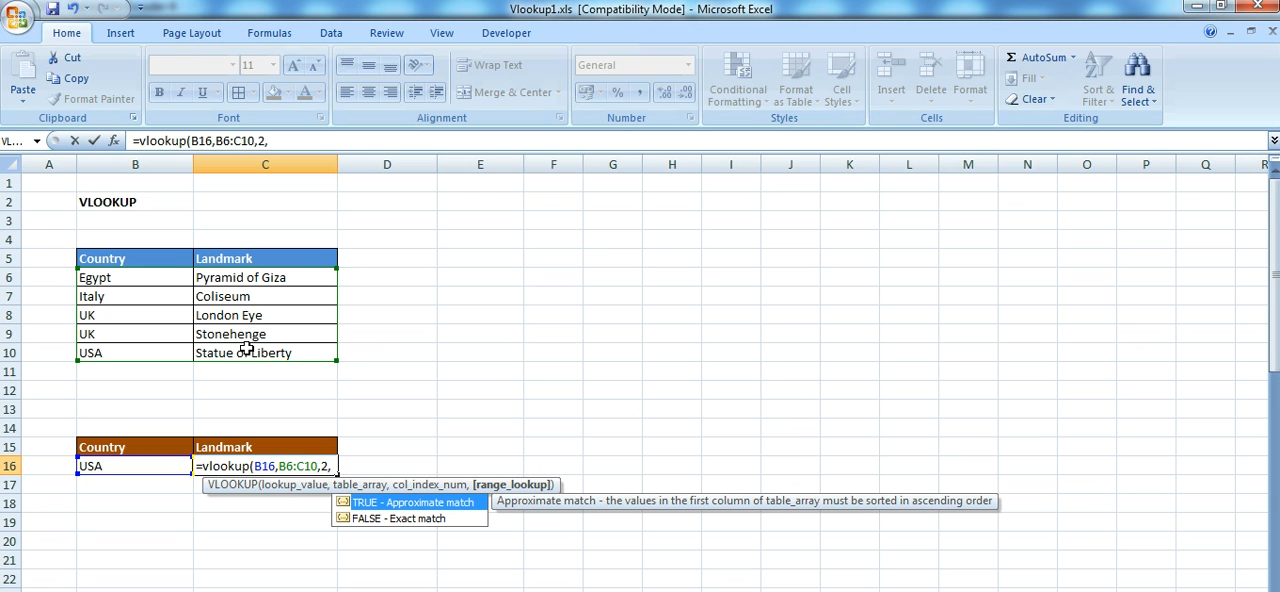 Vlookup1.xls [Compatibility Mode] - Microsoft Excel
Home Insert Page Layout Formulas Data Review View Developer
Paste Cut Copy Format Painter Clipboard
11 A A B I U A Font
Wrap Text Merge & Center Alignment
General % , Number
Conditional Formatting Format as Table Cell Styles Styles
Insert Delete Format Cells
Σ AutoSum Fill Clear Sort & Filter Find & Select Editing
VL... fx =vlookup(B16,B6:C10,2,
A B C D E F G H I J K L M N O P Q R
1
2 VLOOKUP
3
4
5 Country Landmark
6 Egypt Pyramid of Giza
7 Italy Coliseum
8 UK London Eye
9 UK Stonehenge
10 USA Statue of Liberty
11
12
13
14
15 Country Landmark
16 USA =vlookup(B16,B6:C10,2,
17 VLOOKUP(lookup_value, table_array, col_index_num, [range_lookup])
18 TRUE - Approximate match Approximate match - the values in the first column of table_array must be sorted in ascending order
19 FALSE - Exact match
20
21
22